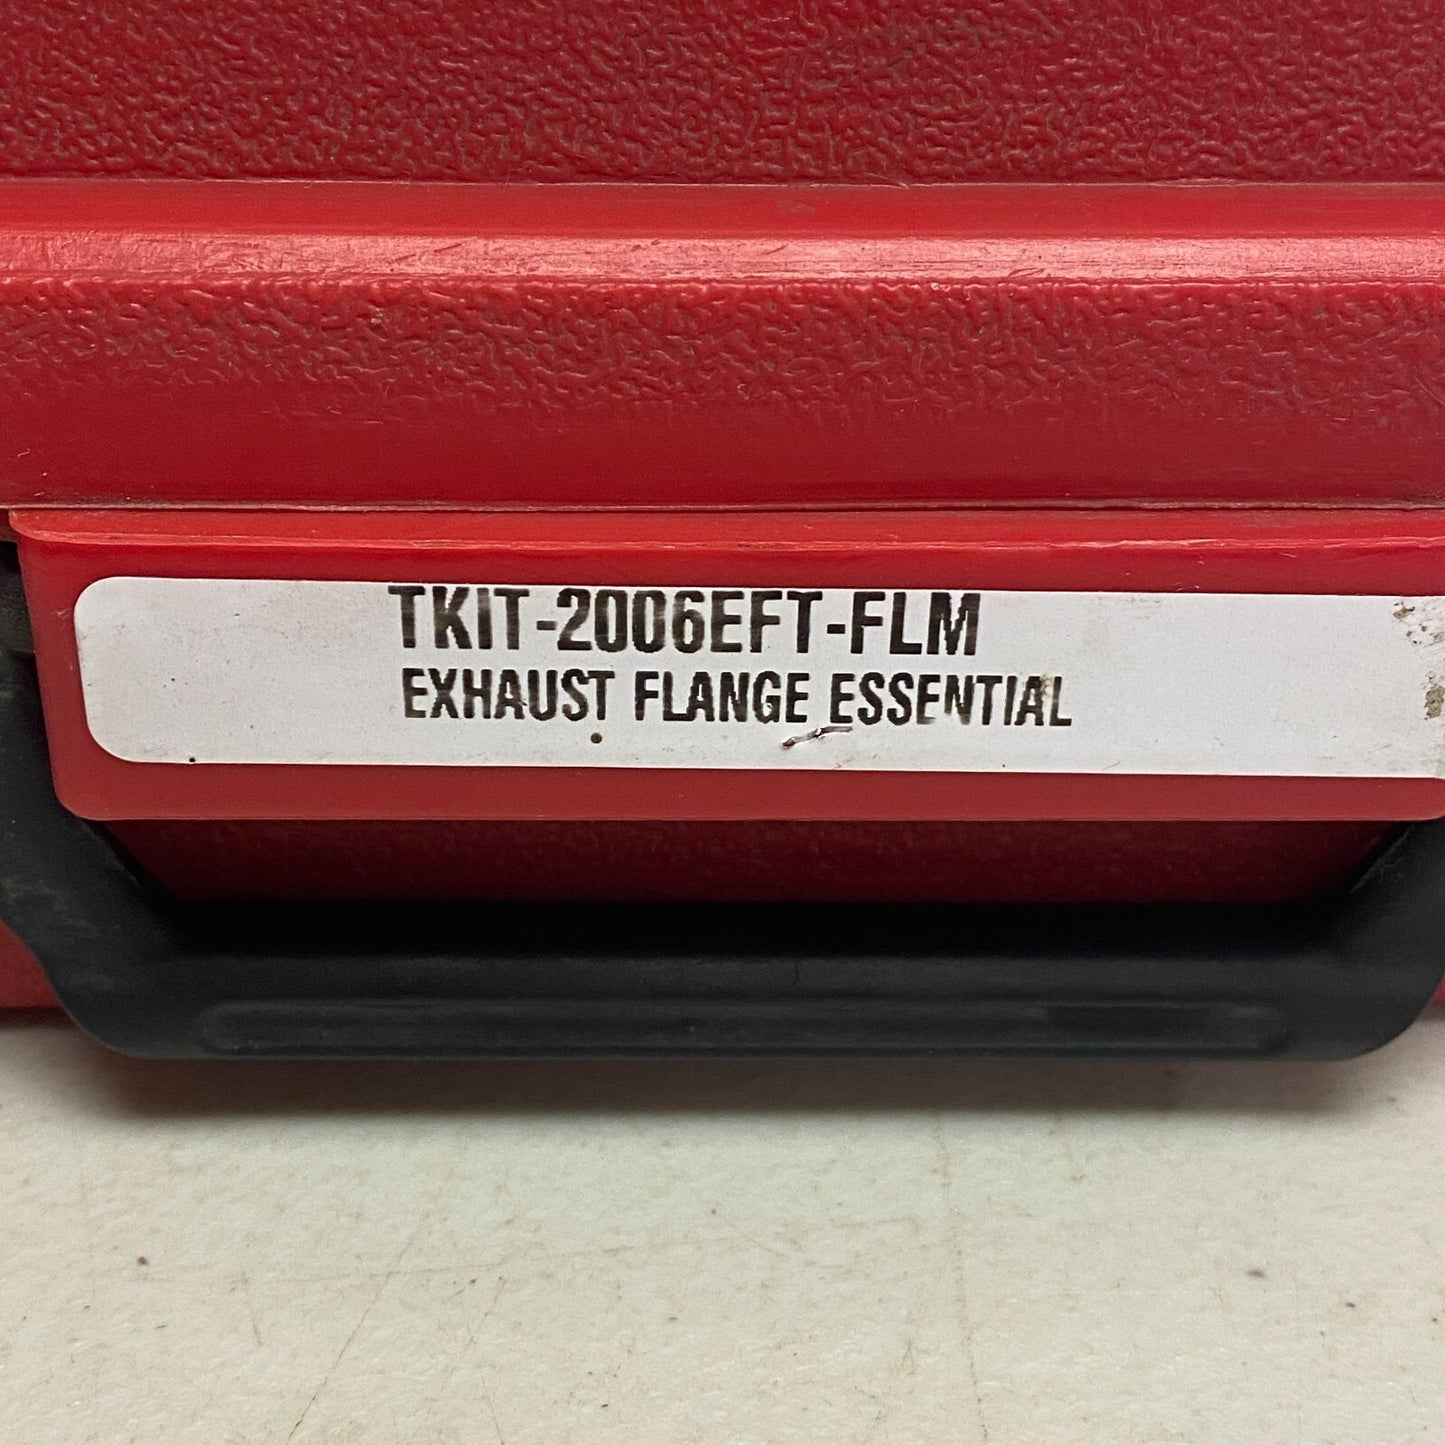 TKIT-2006EFT-FLM
EXHAUST FLANGE ESSENTIAL